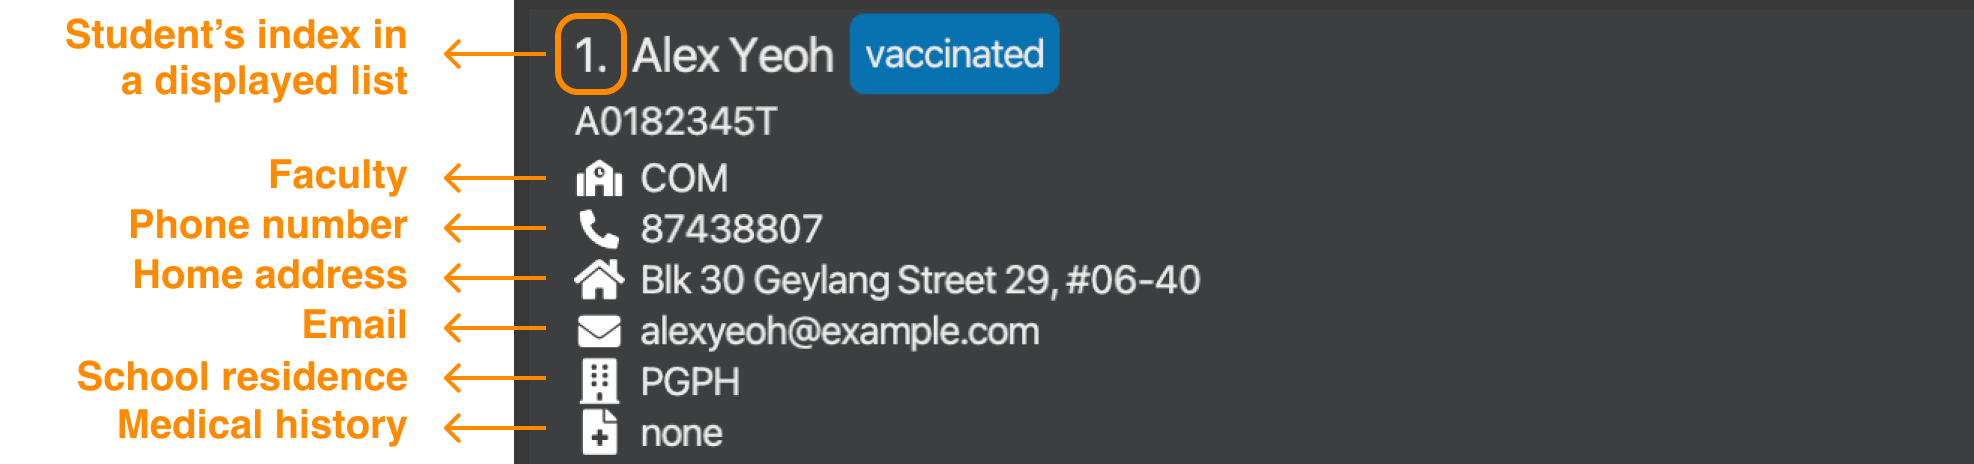 Student’s index in
a displayed list
1. Alex Yeoh vaccinated
A0182345T
Faculty COM
Phone number 87438807
Home address Blk 30 Geylang Street 29, #06-40
Email alexyeoh@example.com
School residence PGPH
Medical history none